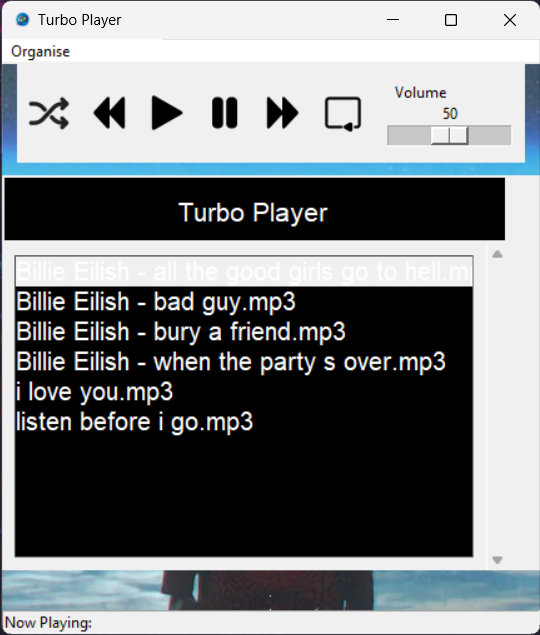 Turbo Player
Organise
Volume
50
Turbo Player
Billie Eilish - all the good girls go to hell.m
Billie Eilish - bad guy.mp3
Billie Eilish - bury a friend.mp3
Billie Eilish - when the party s over.mp3
i love you.mp3
listen before i go.mp3
Now Playing: